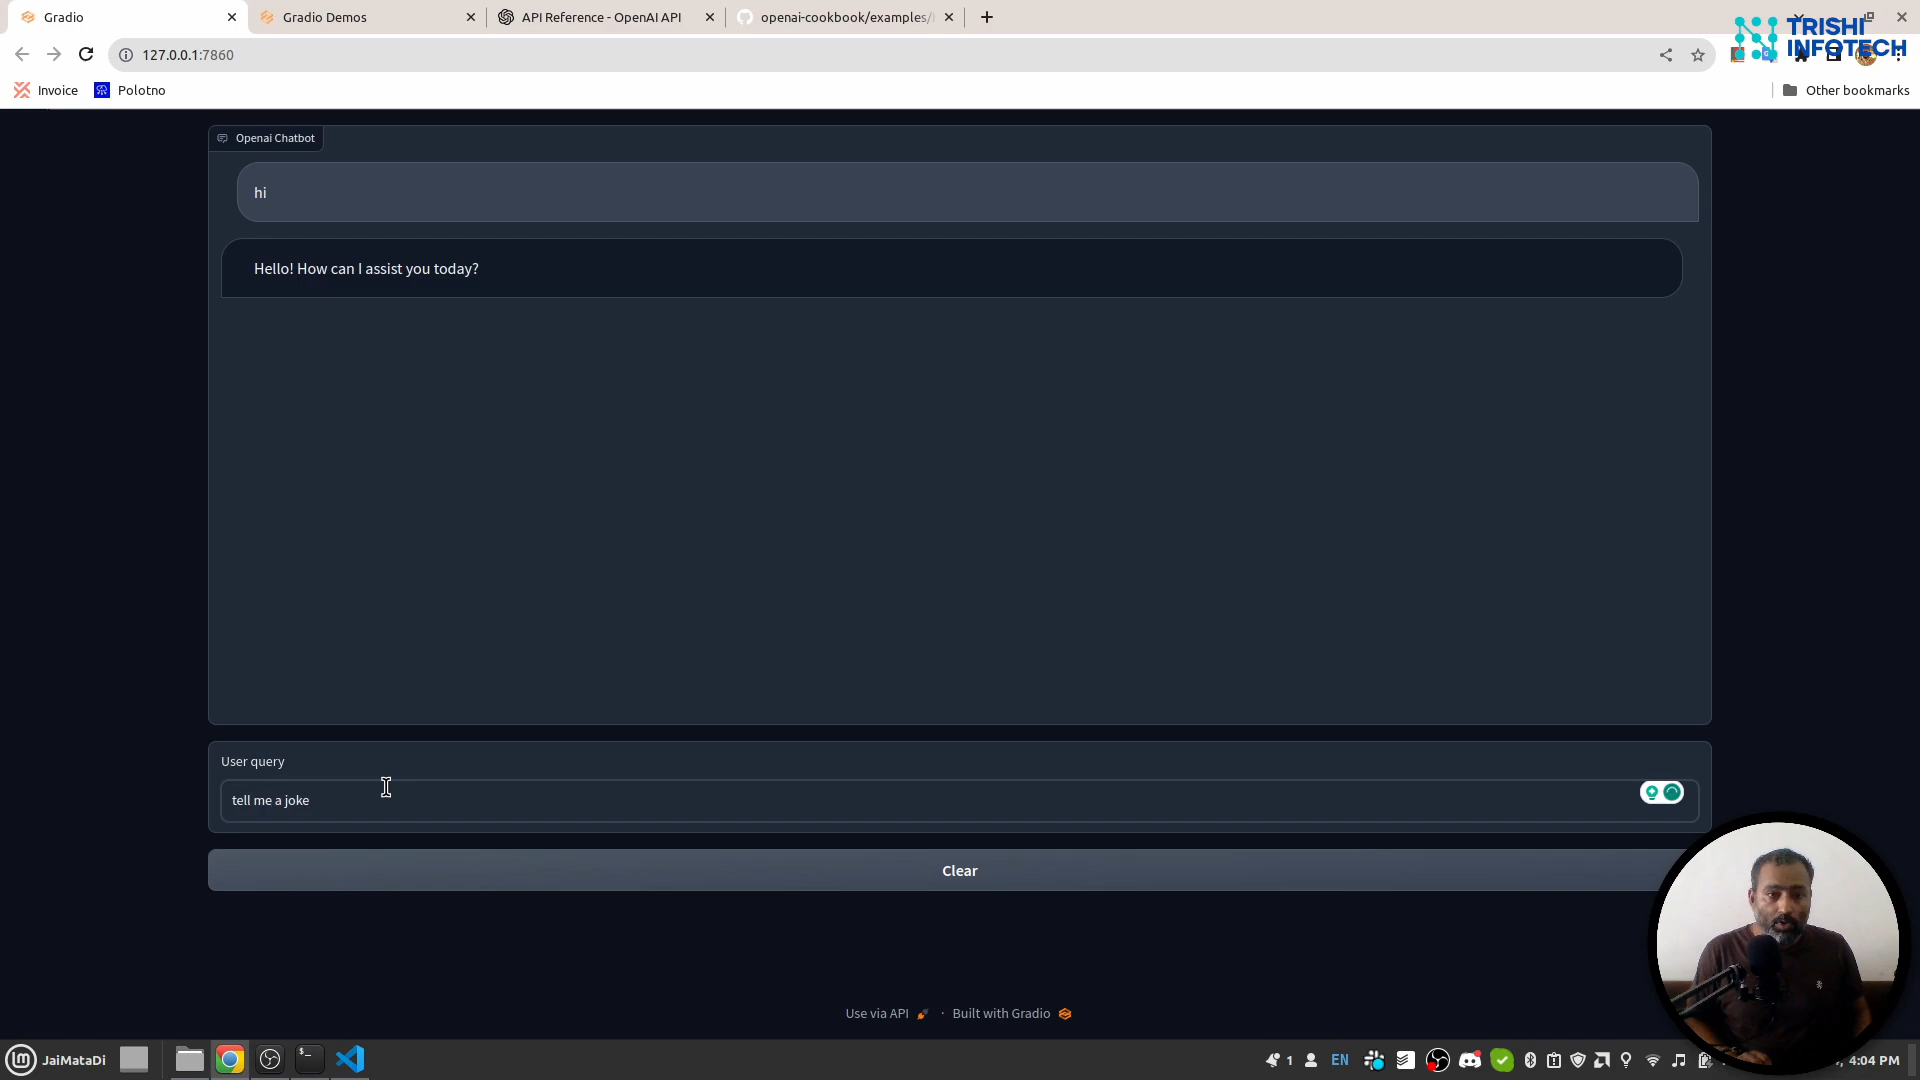 Gradio
Gradio Demos
API Reference - OpenAI API
openai-cookbook/examples/
TRISHI
INFOTECH
127.0.0.1:7860
Invoice
Polotno
Other bookmarks
Openai Chatbot
hi
Hello! How can I assist you today?
User query
tell me a joke
Clear
Use via API
·
Built with Gradio
JaiMataDi
1
EN
4:04 PM